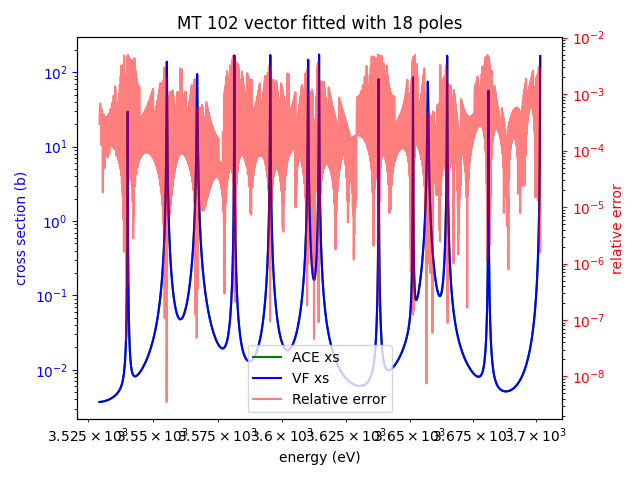 MT 102 vector fitted with 18 poles
10²
10¹
10⁰
10⁻¹
10⁻²
cross section (b)
10⁻²
10⁻³
10⁻⁴
10⁻⁵
10⁻⁶
10⁻⁷
10⁻⁸
relative error
ACE xs
VF xs
Relative error
3.525 × 10³ 3.55 × 10³ 3.575 × 10³ 3.6 × 10³ 3.625 × 10³ 3.65 × 10³ 3.675 × 10³ 3.7 × 10³
energy (eV)